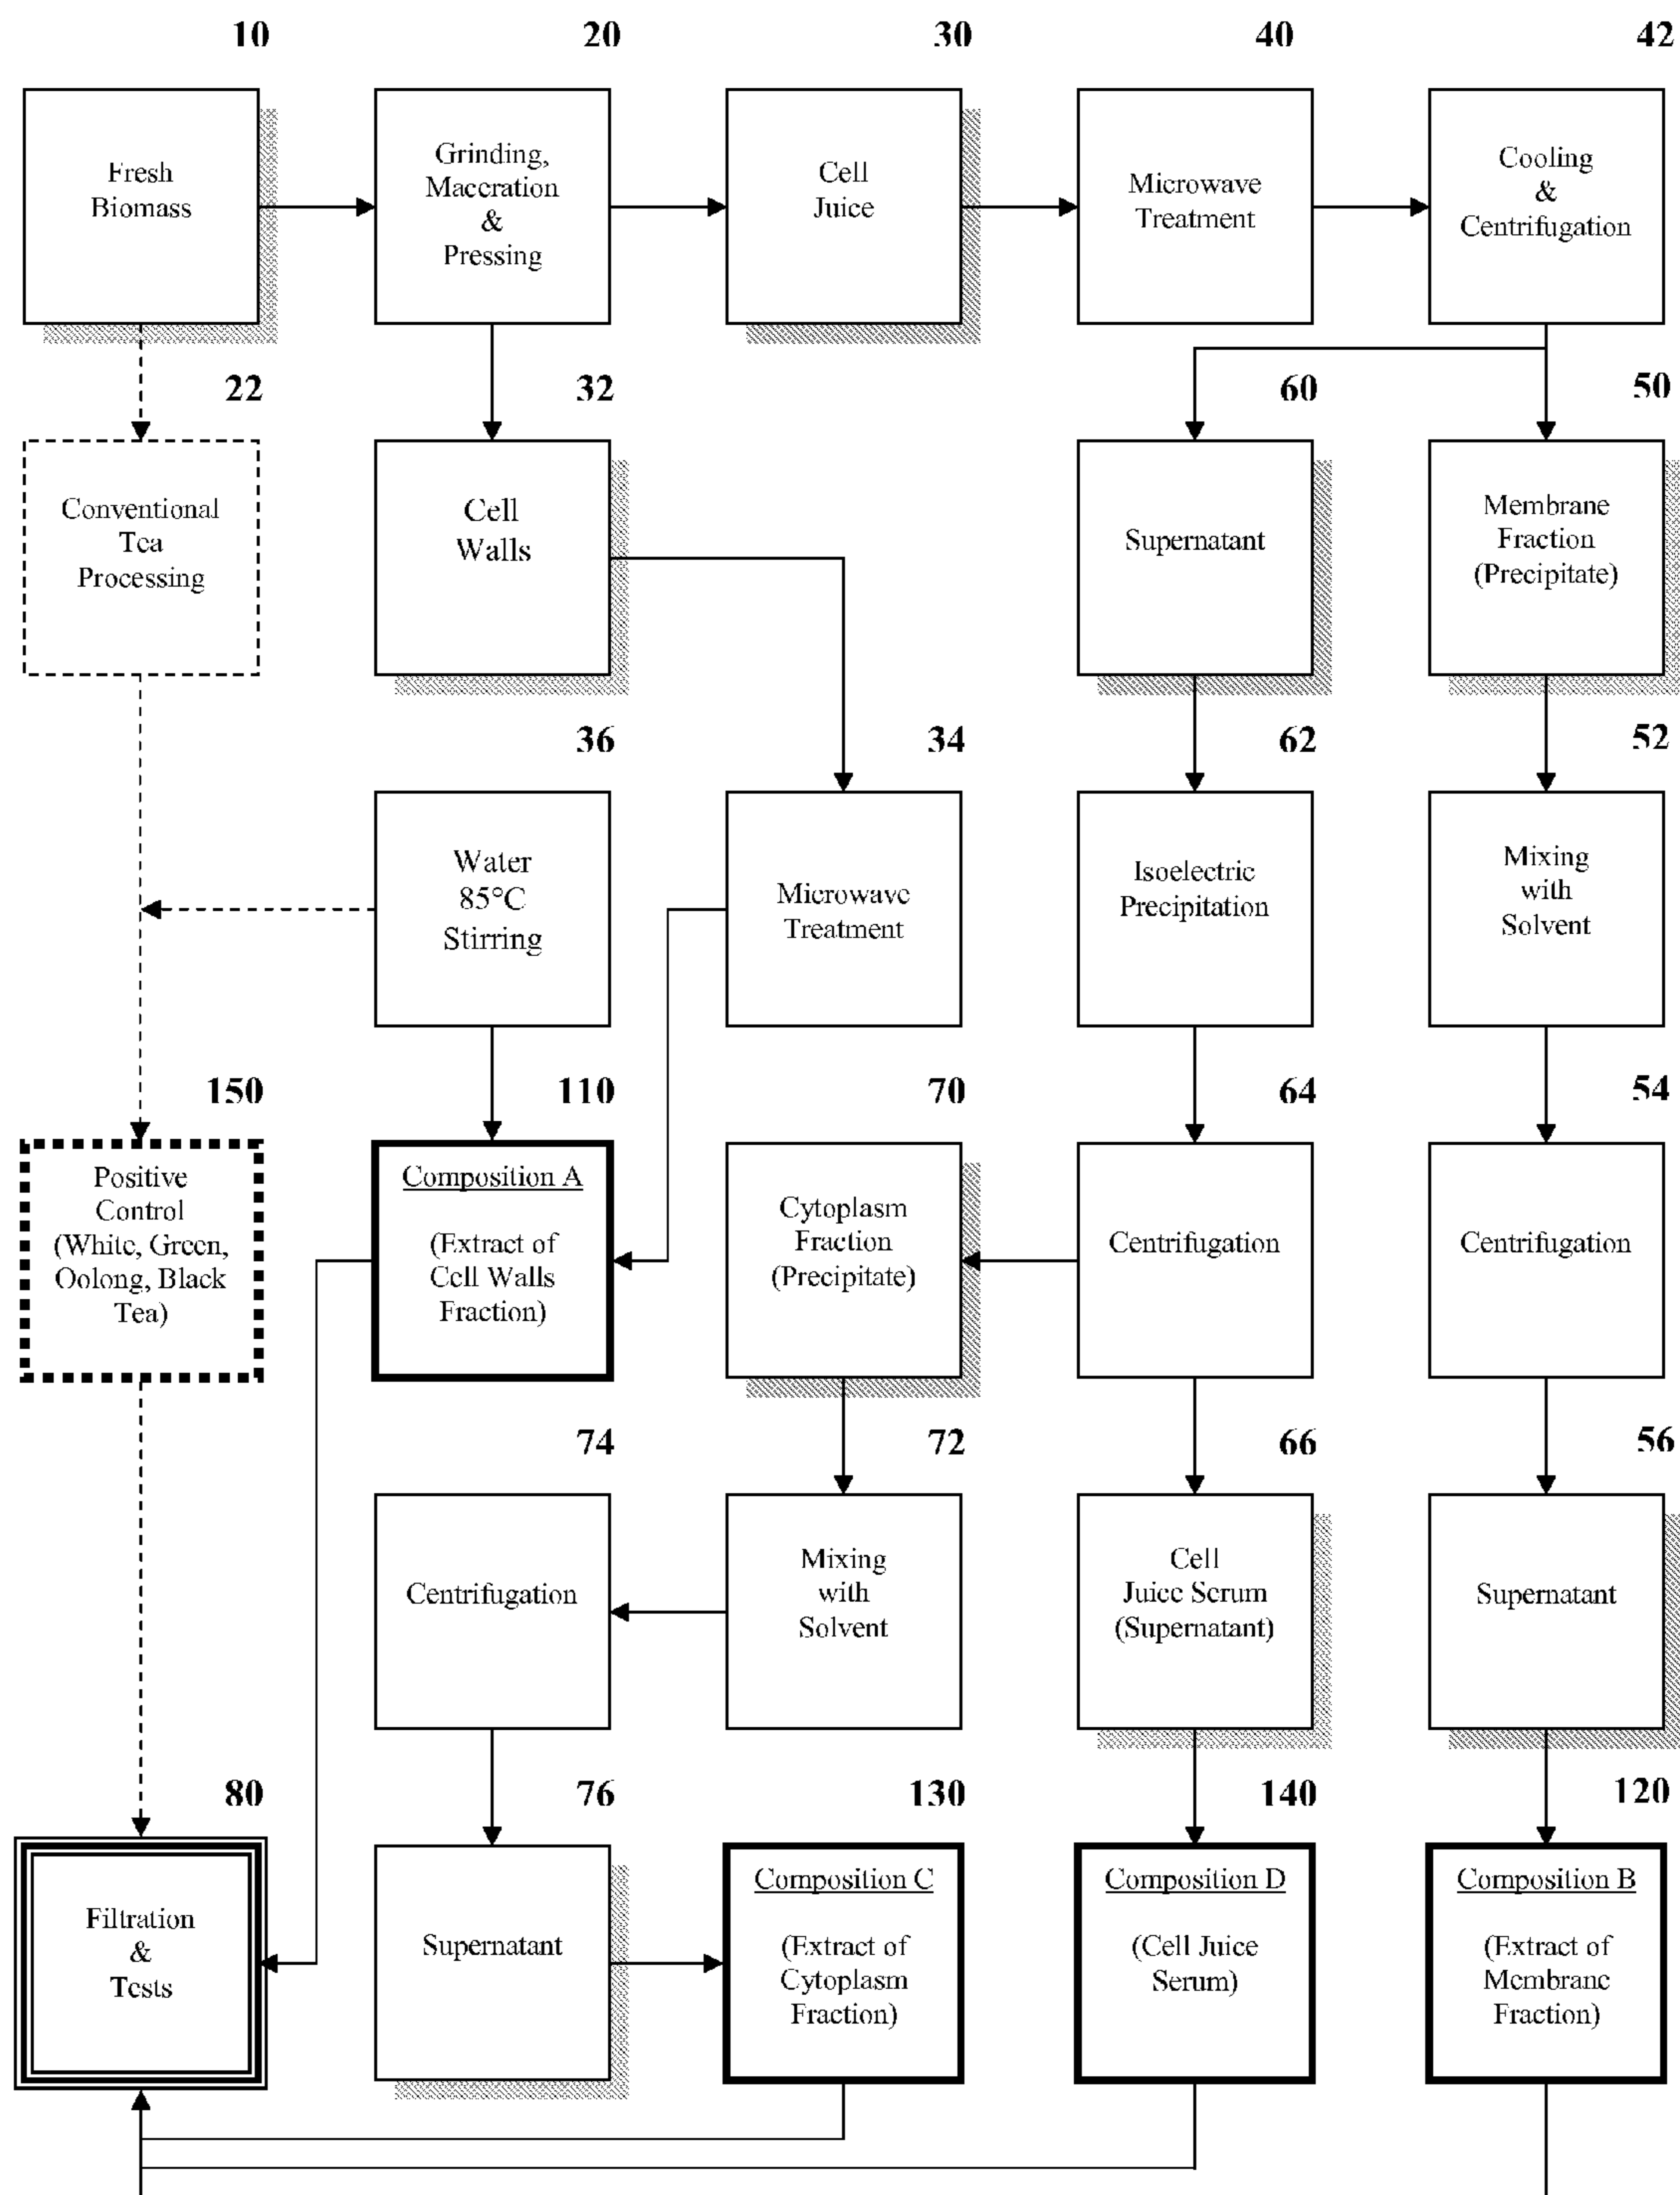 10
20
30
40
42
Fresh
Biomass
Grinding,
Maceration
&
Pressing
Cell
Juice
Microwave
Treatment
Cooling
&
Centrifugation
22
32
60
50
Conventional
Tea
Processing
Cell
Walls
Supernatant
Membrane
Fraction
(Precipitate)
36
34
62
52
Water
85°C
Stirring
Microwave
Treatment
Isoelectric
Precipitation
Mixing
with
Solvent
150
110
70
64
54
Positive
Control
(White, Green,
Oolong, Black
Tea)
Composition A
(Extract of
Cell Walls
Fraction)
Cytoplasm
Fraction
(Precipitate)
Centrifugation
Centrifugation
74
72
66
56
Centrifugation
Mixing
with
Solvent
Cell
Juice Serum
(Supernatant)
Supernatant
80
76
130
140
120
Filtration
&
Tests
Supernatant
Composition C
(Extract of
Cytoplasm
Fraction)
Composition D
(Cell Juice
Serum)
Composition B
(Extract of
Membrane
Fraction)